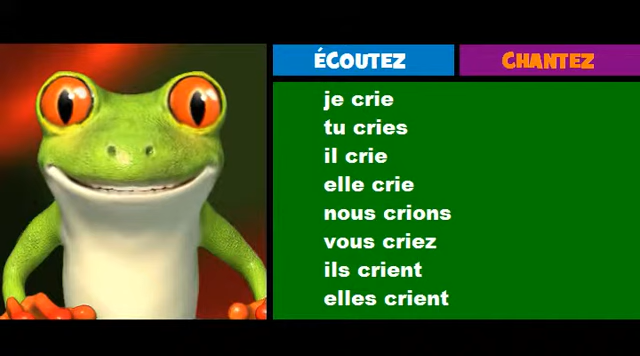 ÉCOUTEZ
CHANTEZ
je crie
tu cries
il crie
elle crie
nous crions
vous criez
ils crient
elles crient